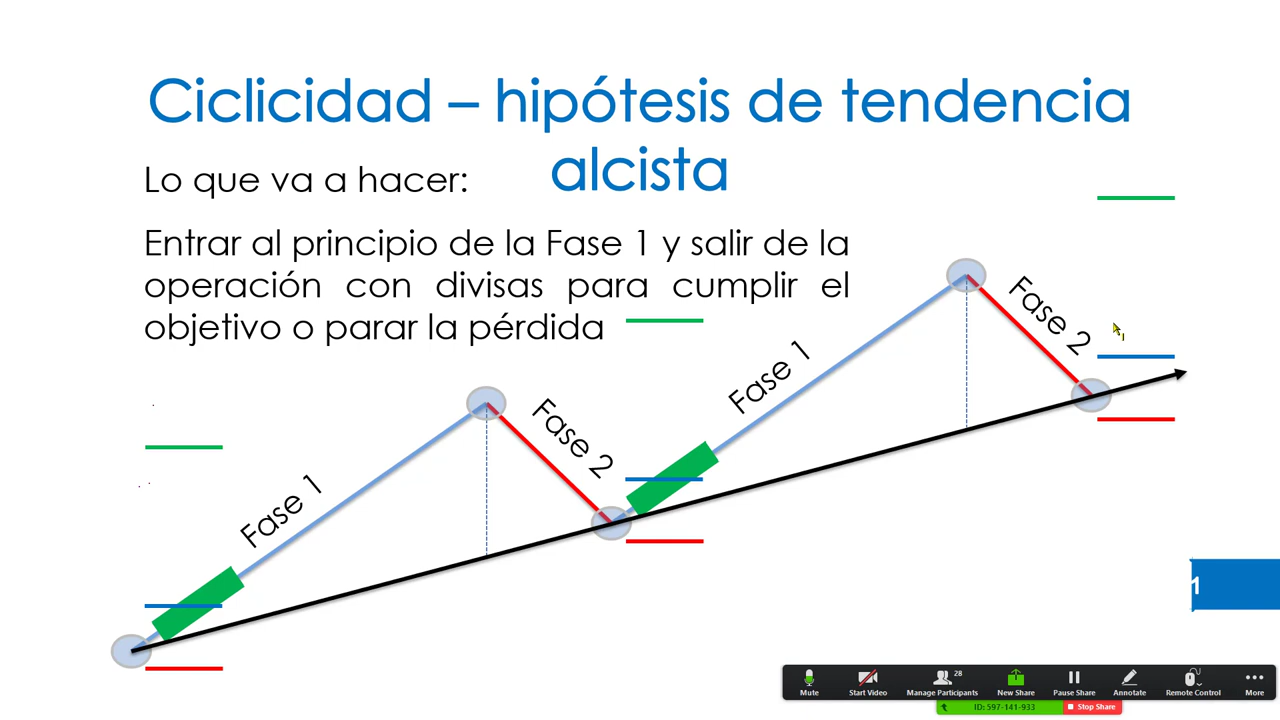 Ciclicidad – hipótesis de tendencia
alcista
Lo que va a hacer:
Entrar al principio de la Fase 1 y salir de la
operación con divisas para cumplir el
objetivo o parar la pérdida
Fase 1
Fase 2
Fase 1
Fase 2
1
28
Mute
Start Video
Manage Participants
New Share
Pause Share
Annotate
Remote Control
More
ID: 597-141-933
Stop Share